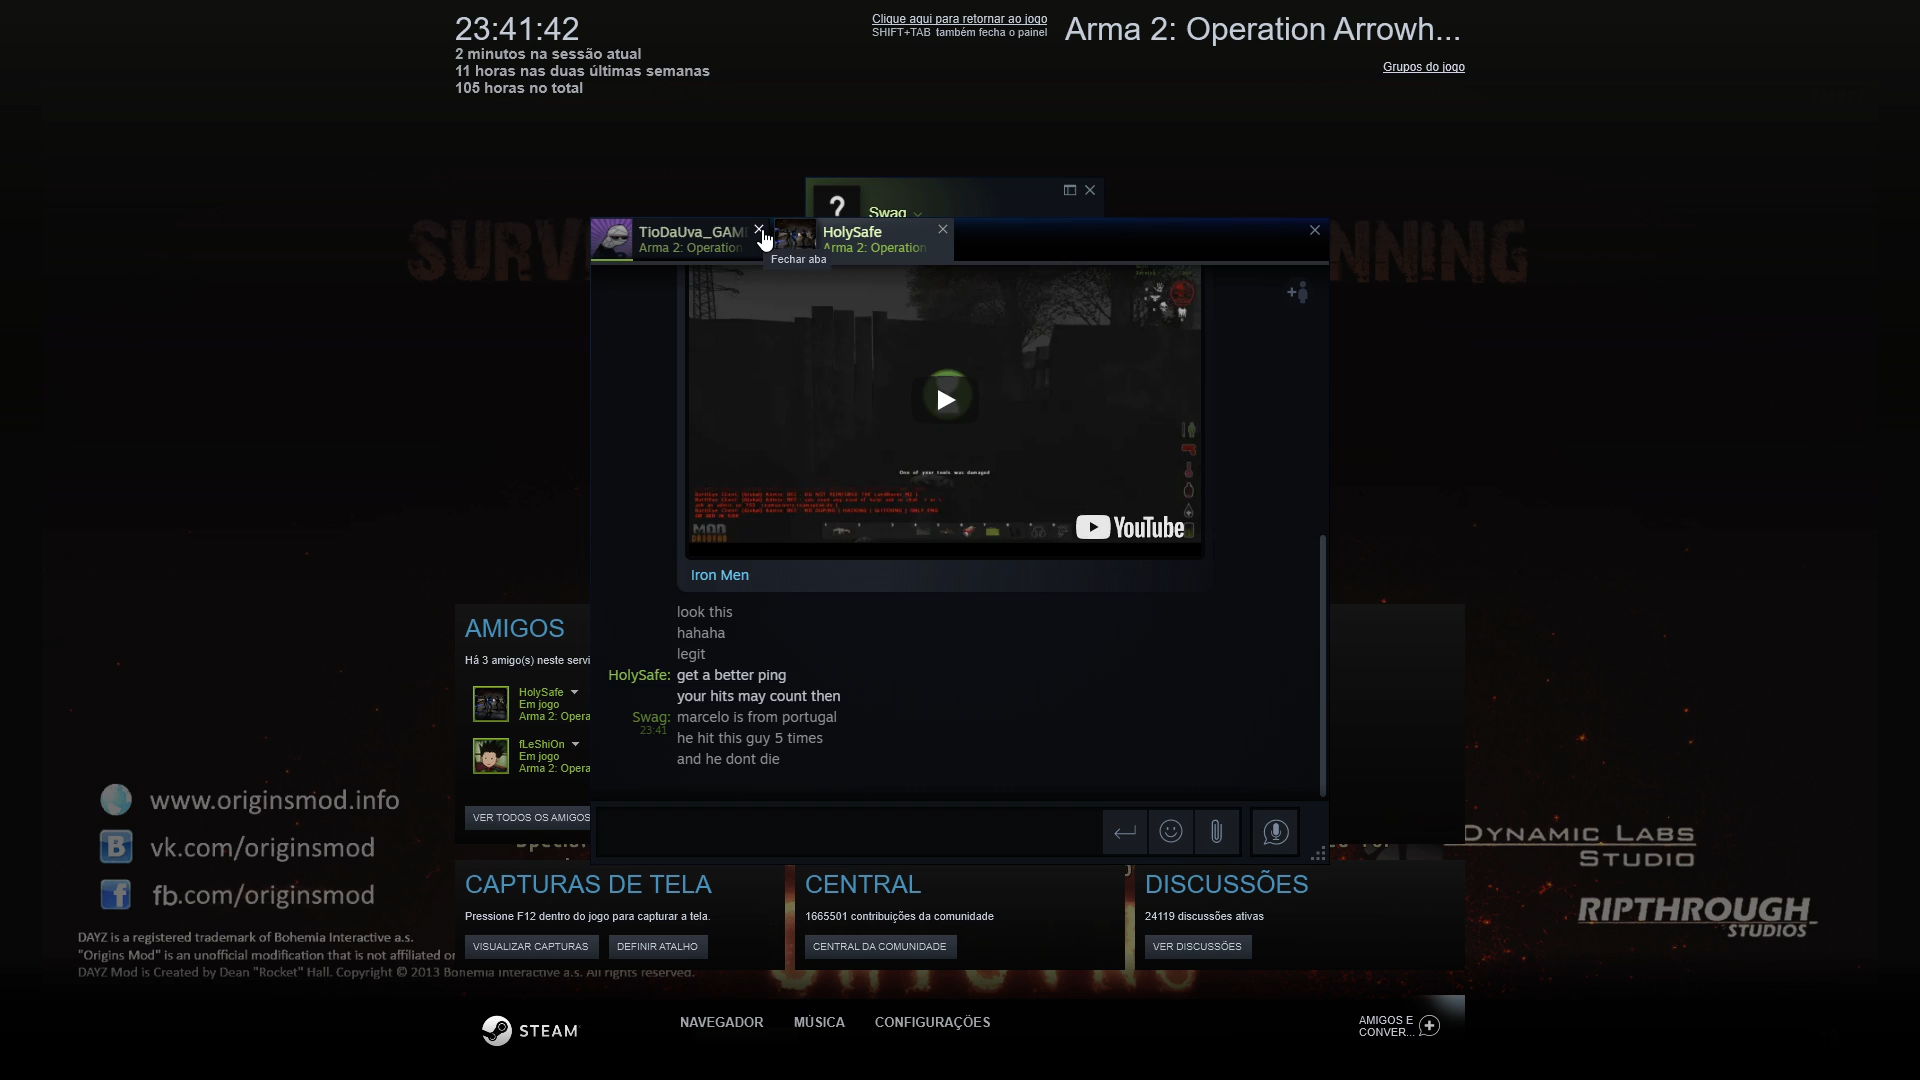 23:41:42
2 minutos na sessão atual
11 horas nas duas últimas semanas
105 horas no total
Clique aqui para retornar ao jogo
SHIFT+TAB também fecha o painel
Arma 2: Operation Arrowh...
Grupos do jogo
?
Swag
SURV
NNING
TioDaUva_GAM
Arma 2: Operation
HolySafe
Arma 2: Operation
Fechar aba
One of your tools was damaged
MOD
ORIGINS
YouTube
Iron Men
look this
hahaha
legit
HolySafe: get a better ping
your hits may count then
Swag: marcelo is from portugal
23:41
he hit this guy 5 times
and he dont die
AMIGOS
Há 3 amigo(s) neste servi
HolySafe
Em jogo
Arma 2: Opera
fLeShiOn
Em jogo
Arma 2: Opera
VER TODOS OS AMIGOS
www.originsmod.info
vk.com/originsmod
fb.com/originsmod
DYNAMIC LABS
STUDIO
RIPTHROUGH
STUDIOS
CAPTURAS DE TELA
Pressione F12 dentro do jogo para capturar a tela.
VISUALIZAR CAPTURAS
DEFINIR ATALHO
CENTRAL
1665501 contribuições da comunidade
CENTRAL DA COMUNIDADE
DISCUSSÕES
24119 discussões ativas
VER DISCUSSÕES
DAYZ is a registered trademark of Bohemia Interactive a.s.
"Origins Mod" is an unofficial modification that is not affiliated or
DAYZ Mod is Created by Dean "Rocket" Hall. Copyright © 2013 Bohemia Interactive a.s. All rights reserved.
STEAM
NAVEGADOR
MÚSICA
CONFIGURAÇÕES
AMIGOS E
CONVER...